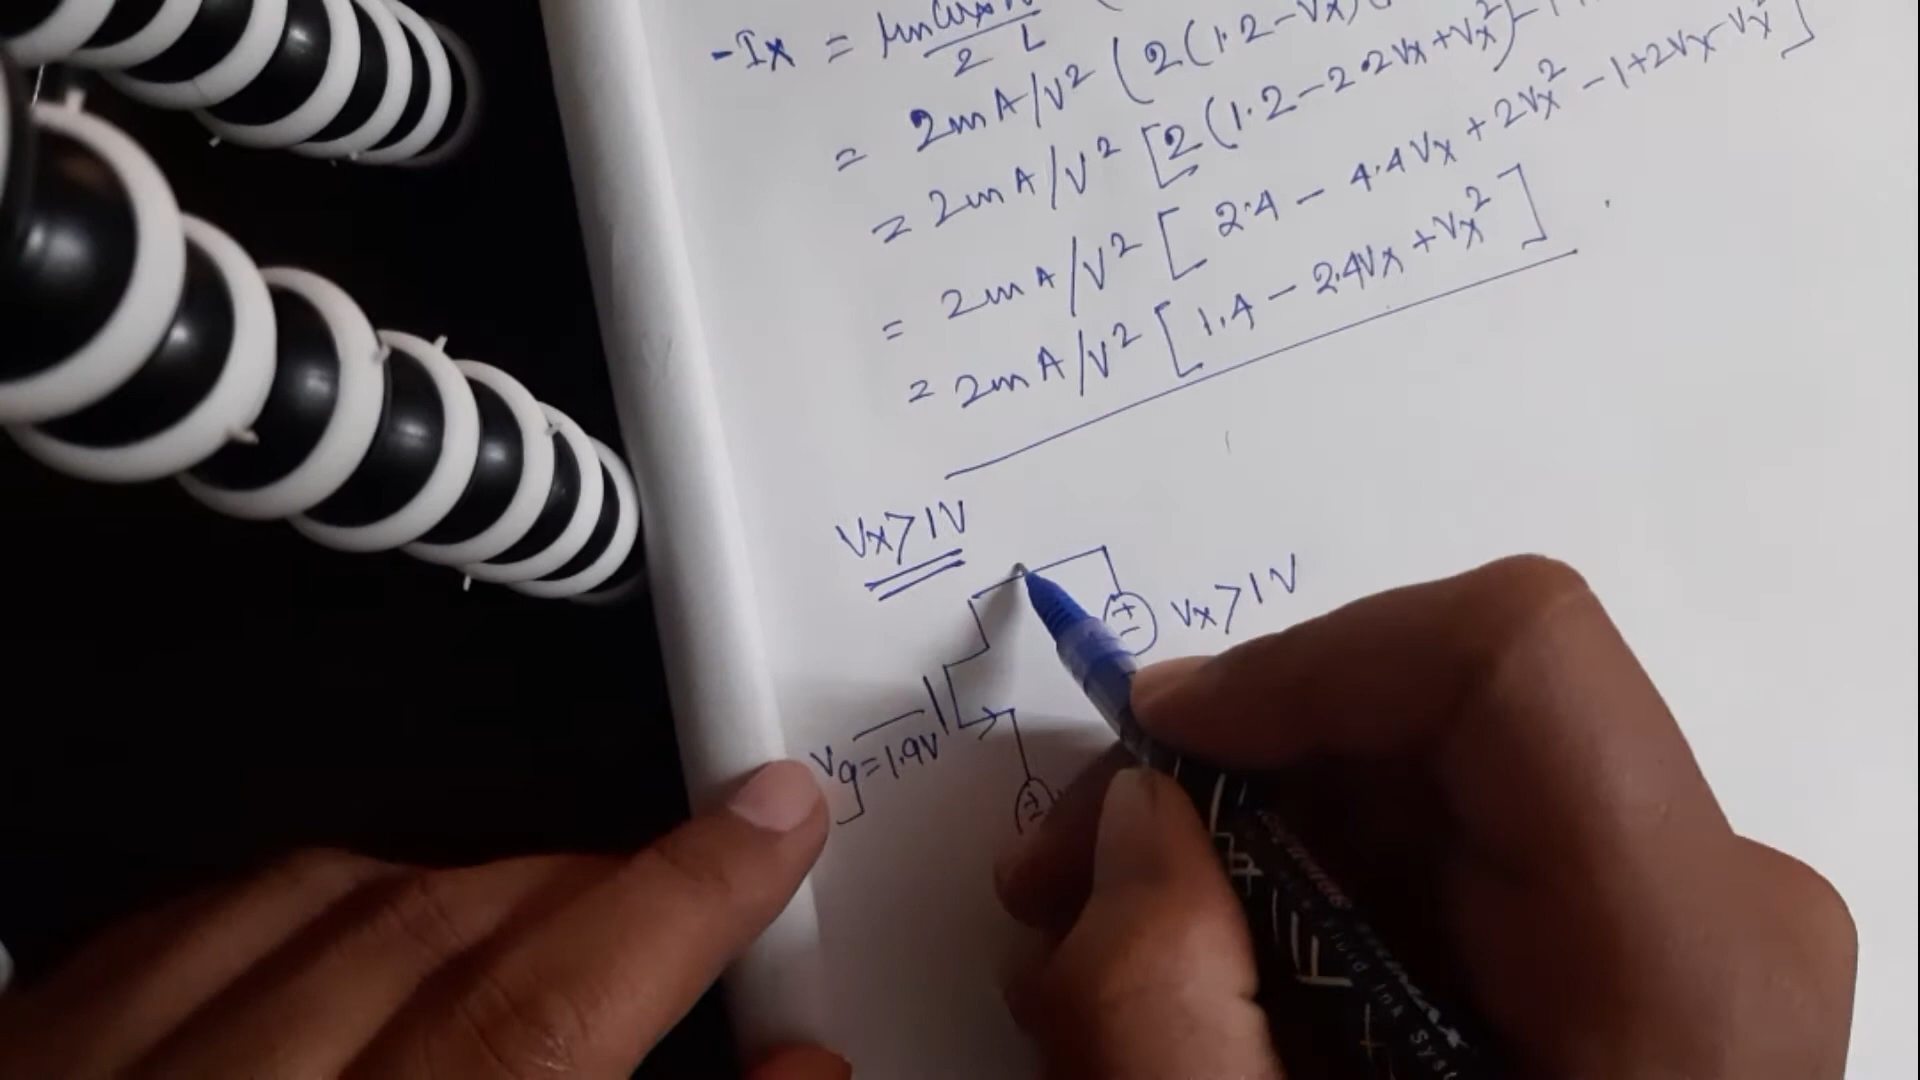 -Ix = μnCox
2 L
= 2mA/V² (2(1.2-Vx)
= 2mA/V² [2(1.2-2.2Vx+Vx²)-1
= 2mA/V² [2.4 - 4.4Vx + 2Vx² - 1+2Vx-Vx²]
= 2mA/V² [1.4 - 2.4Vx + Vx²]
Vx>1V
+
-
Vx>1V
Vg=1.9V